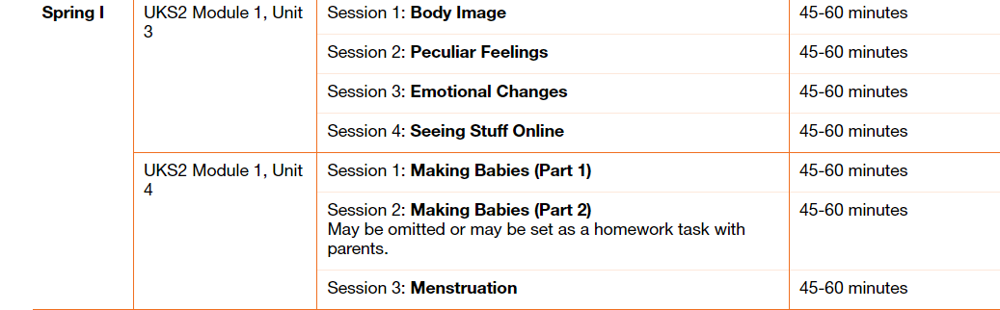 Spring I
UKS2 Module 1, Unit
3
Session 1: Body Image
45-60 minutes
Session 2: Peculiar Feelings
45-60 minutes
Session 3: Emotional Changes
45-60 minutes
Session 4: Seeing Stuff Online
45-60 minutes
UKS2 Module 1, Unit
4
Session 1: Making Babies (Part 1)
45-60 minutes
Session 2: Making Babies (Part 2)
May be omitted or may be set as a homework task with
parents.
45-60 minutes
Session 3: Menstruation
45-60 minutes